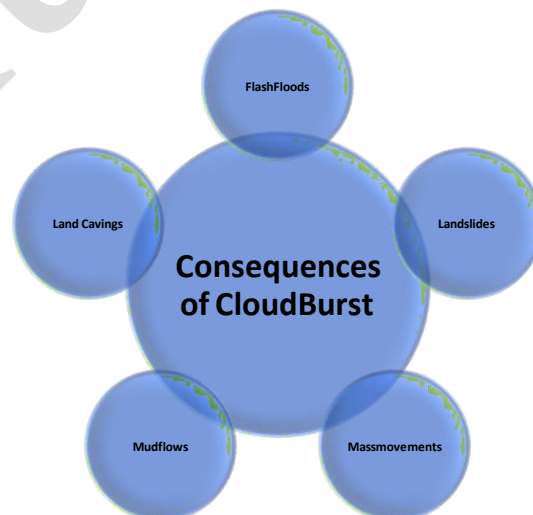 FlashFloods
Land Cavings
Landslides
Consequences
of CloudBurst
Mudflows
Massmovements